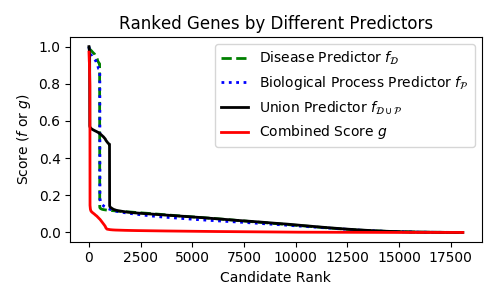 Ranked Genes by Different Predictors
1.0
0.8
0.6
0.4
0.2
0.0
Score (f or g)
Disease Predictor f_𝒟
Biological Process Predictor f_𝒫
Union Predictor f_𝒟∪𝒫
Combined Score g
0 2500 5000 7500 10000 12500 15000 17500
Candidate Rank